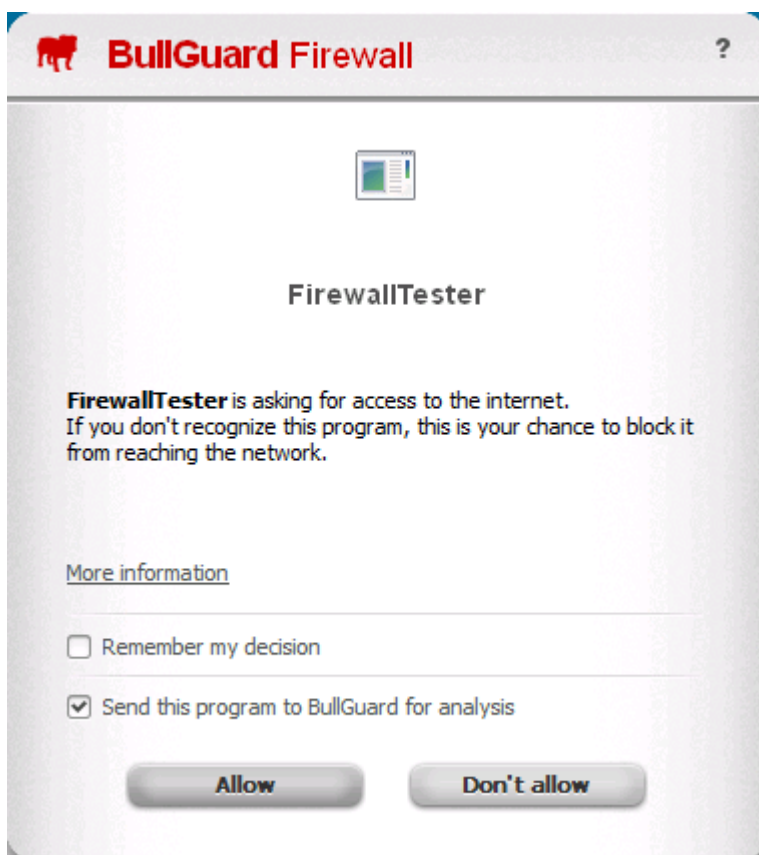 BullGuard Firewall
?
FirewallTester
FirewallTester is asking for access to the internet.
If you don't recognize this program, this is your chance to block it
from reaching the network.
More information
Remember my decision
Send this program to BullGuard for analysis
Allow
Don't allow